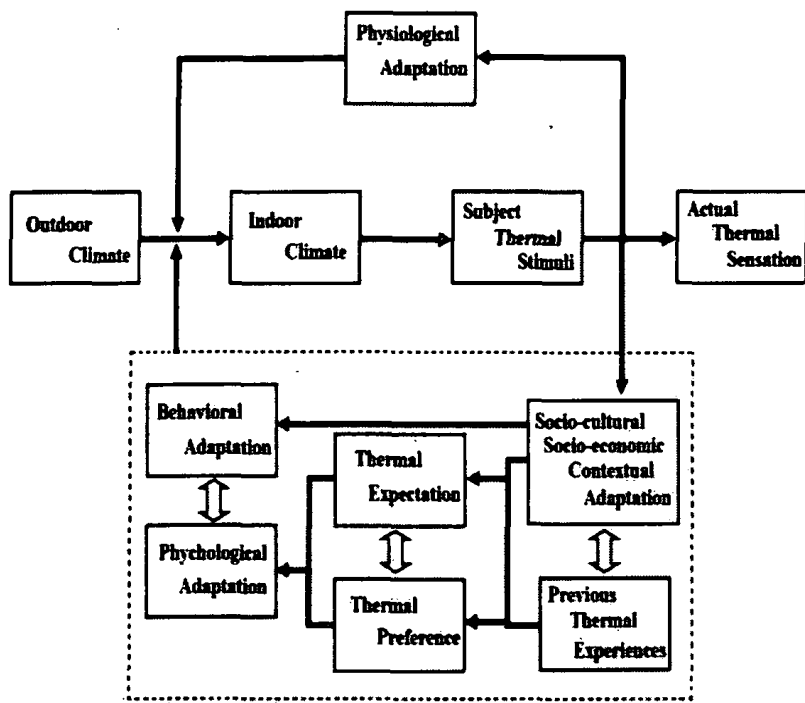 Physiological
Adaptation
Outdoor
Climate
Indoor
Climate
Subject
Thermal
Stimuli
Actual
Thermal
Sensation
Behavioral
Adaptation
Thermal
Expectation
Socio-cultural
Socio-economic
Contextual
Adaptation
Phychological
Adaptation
Thermal
Preference
Previous
Thermal
Experiences